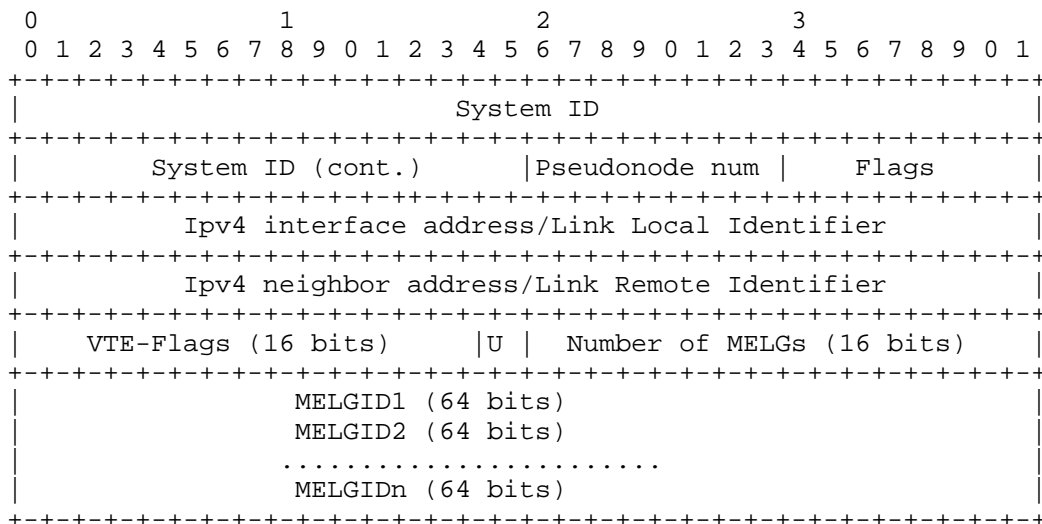 0                   1                   2                   3
0 1 2 3 4 5 6 7 8 9 0 1 2 3 4 5 6 7 8 9 0 1 2 3 4 5 6 7 8 9 0 1
+-+-+-+-+-+-+-+-+-+-+-+-+-+-+-+-+-+-+-+-+-+-+-+-+-+-+-+-+-+-+-+-+
|                           System ID                           |
+-+-+-+-+-+-+-+-+-+-+-+-+-+-+-+-+-+-+-+-+-+-+-+-+-+-+-+-+-+-+-+-+
|        System ID (cont.)      |Pseudonode num |    Flags      |
+-+-+-+-+-+-+-+-+-+-+-+-++-+-+-+-+-+-+-+-+-+-+-+-+-+-+-+-+-+-+-+-+
|          Ipv4 interface address/Link Local Identifier         |
+-+-+-+-+-+-+-+-+-+-+-+-+-+-+-+-+-+-+-+-+-+-+-+-+-+-+-+-+-+-+-+-+
|          Ipv4 neighbor address/Link Remote Identifier         |
+-+-+-+-+-+-+-+-+-+-+-+-+-+-+-+-+-+-+-+-+-+-+-+-+-+-+-+-+-+-+-+-+
|    VTE-Flags (16 bits)     |U |  Number of MELGs (16 bits)    |
+-+-+-+-+-+-+-+-+-+-+-+-+-+-+-+-+-+-+-+-+-+-+-+-+-+-+-+-+-+-+-+-+
|                 MELGID1 (64 bits)                             |
|                 MELGID2 (64 bits)                             |
|                ........................                       |
|                 MELGIDn (64 bits)                             |
+-+-+-+-+-+-+-+-+-+-+-+-+-+-+-+-+-+-+-+-+-+-+-+-+-+-+-+-+-+-+-+-+